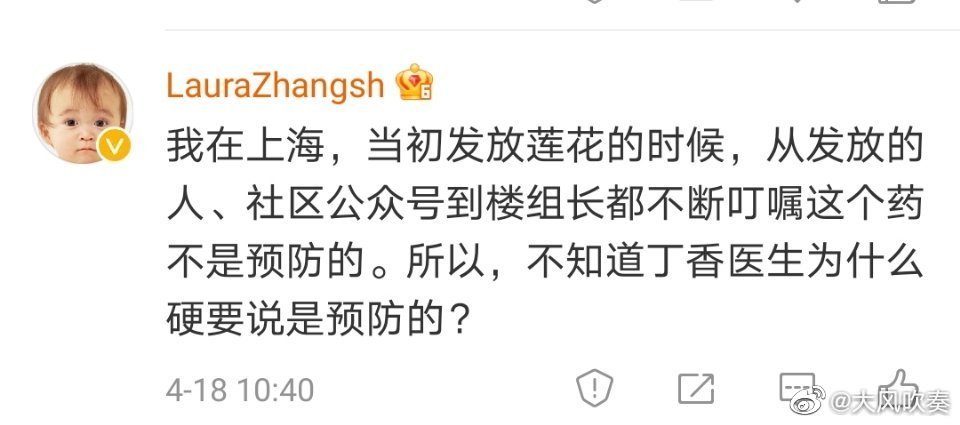 LauraZhangsh
我在上海，当初发放莲花的时候，从发放的
人、社区公众号到楼组长都不断叮嘱这个药
不是预防的。所以，不知道丁香医生为什么
硬要说是预防的？
4-18 10:40
@大风吹奏